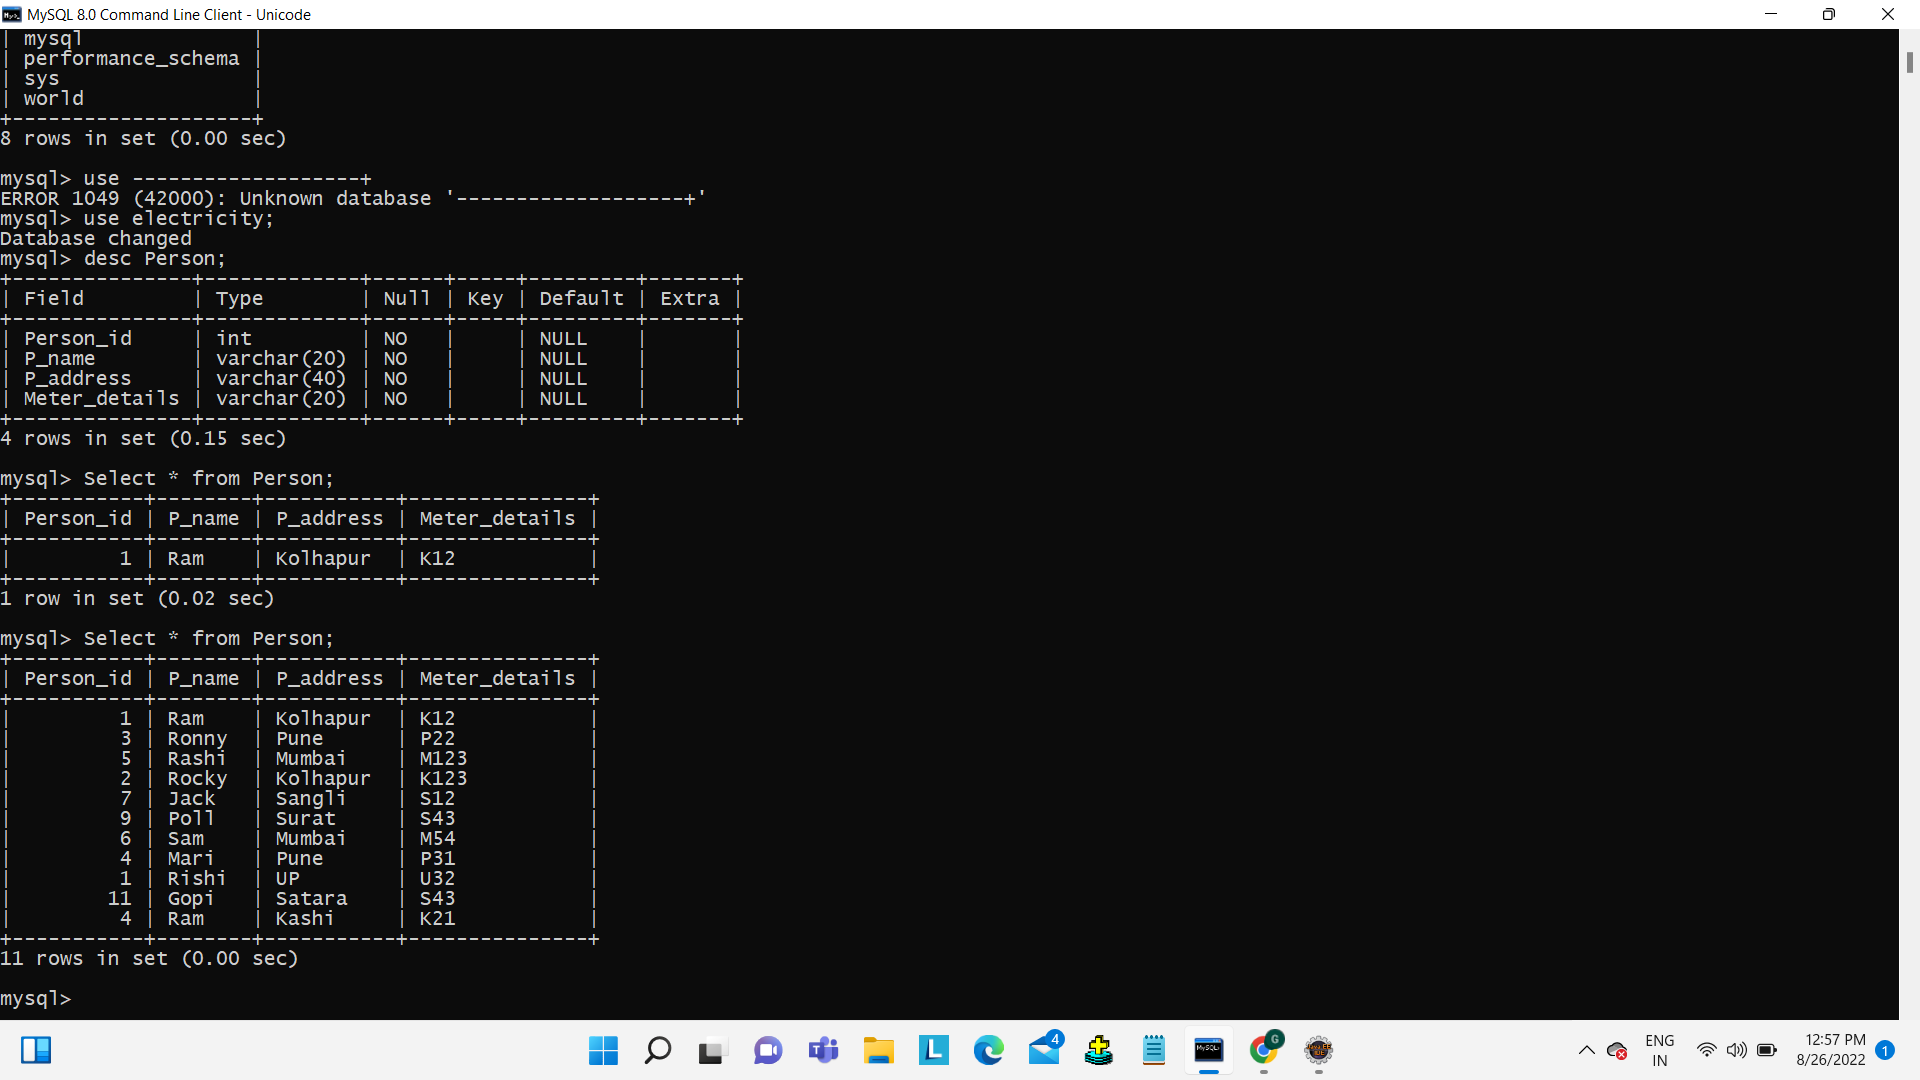 MySQL 8.0 Command Line Client - Unicode
| mysql              |
| performance_schema |
| sys                |
| world              |
+--------------------+
8 rows in set (0.00 sec)
mysql> use -------------------+
ERROR 1049 (42000): Unknown database '-------------------+'
mysql> use electricity;
Database changed
mysql> desc Person;
+---------------+-------------+------+-----+---------+-------+
| Field         | Type        | Null | Key | Default | Extra |
+---------------+-------------+------+-----+---------+-------+
| Person_id     | int         | NO   |     | NULL    |       |
| P_name        | varchar(20) | NO   |     | NULL    |       |
| P_address     | varchar(40) | NO   |     | NULL    |       |
| Meter_details | varchar(20) | NO   |     | NULL    |       |
+---------------+-------------+------+-----+---------+-------+
4 rows in set (0.15 sec)
mysql> Select * from Person;
+-----------+--------+-----------+---------------+
| Person_id | P_name | P_address | Meter_details |
+-----------+--------+-----------+---------------+
|         1 | Ram    | Kolhapur  | K12           |
+-----------+--------+-----------+---------------+
1 row in set (0.02 sec)
mysql> Select * from Person;
+-----------+--------+-----------+---------------+
| Person_id | P_name | P_address | Meter_details |
+-----------+--------+-----------+---------------+
|         1 | Ram    | Kolhapur  | K12           |
|         3 | Ronny  | Pune      | P22           |
|         5 | Rashi  | Mumbai    | M123          |
|         2 | Rocky  | Kolhapur  | K123          |
|         7 | Jack   | Sangli    | S12           |
|         9 | Poll   | Surat     | S43           |
|         6 | Sam    | Mumbai    | M54           |
|         4 | Mari   | Pune      | P31           |
|         1 | Rishi  | UP        | U32           |
|        11 | Gopi   | Satara    | S43           |
|         4 | Ram    | Kashi     | K21           |
+-----------+--------+-----------+---------------+
11 rows in set (0.00 sec)
mysql>
4
L
MySQL
G
ENG
IN
12:57 PM
8/26/2022
1